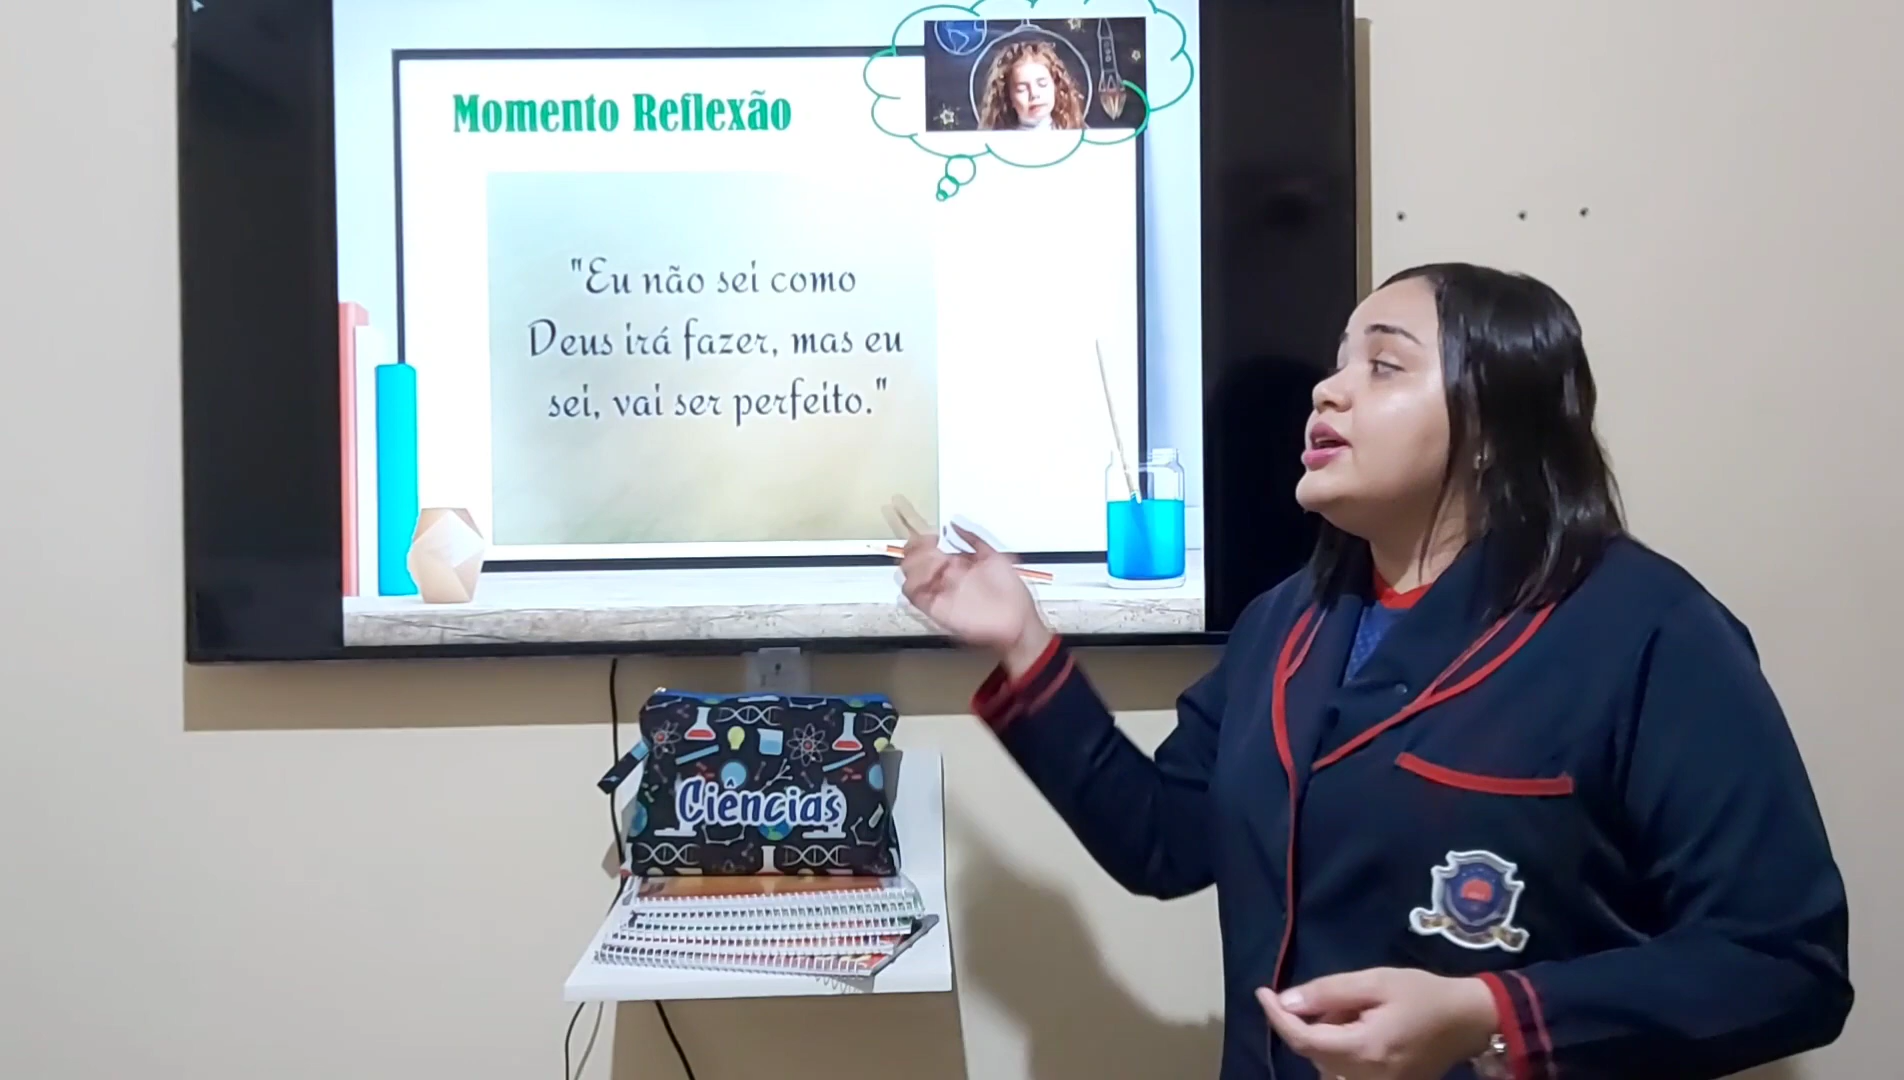 Momento Reflexão
"Eu não sei como
Deus irá fazer, mas eu
sei, vai ser perfeito."
Ciências